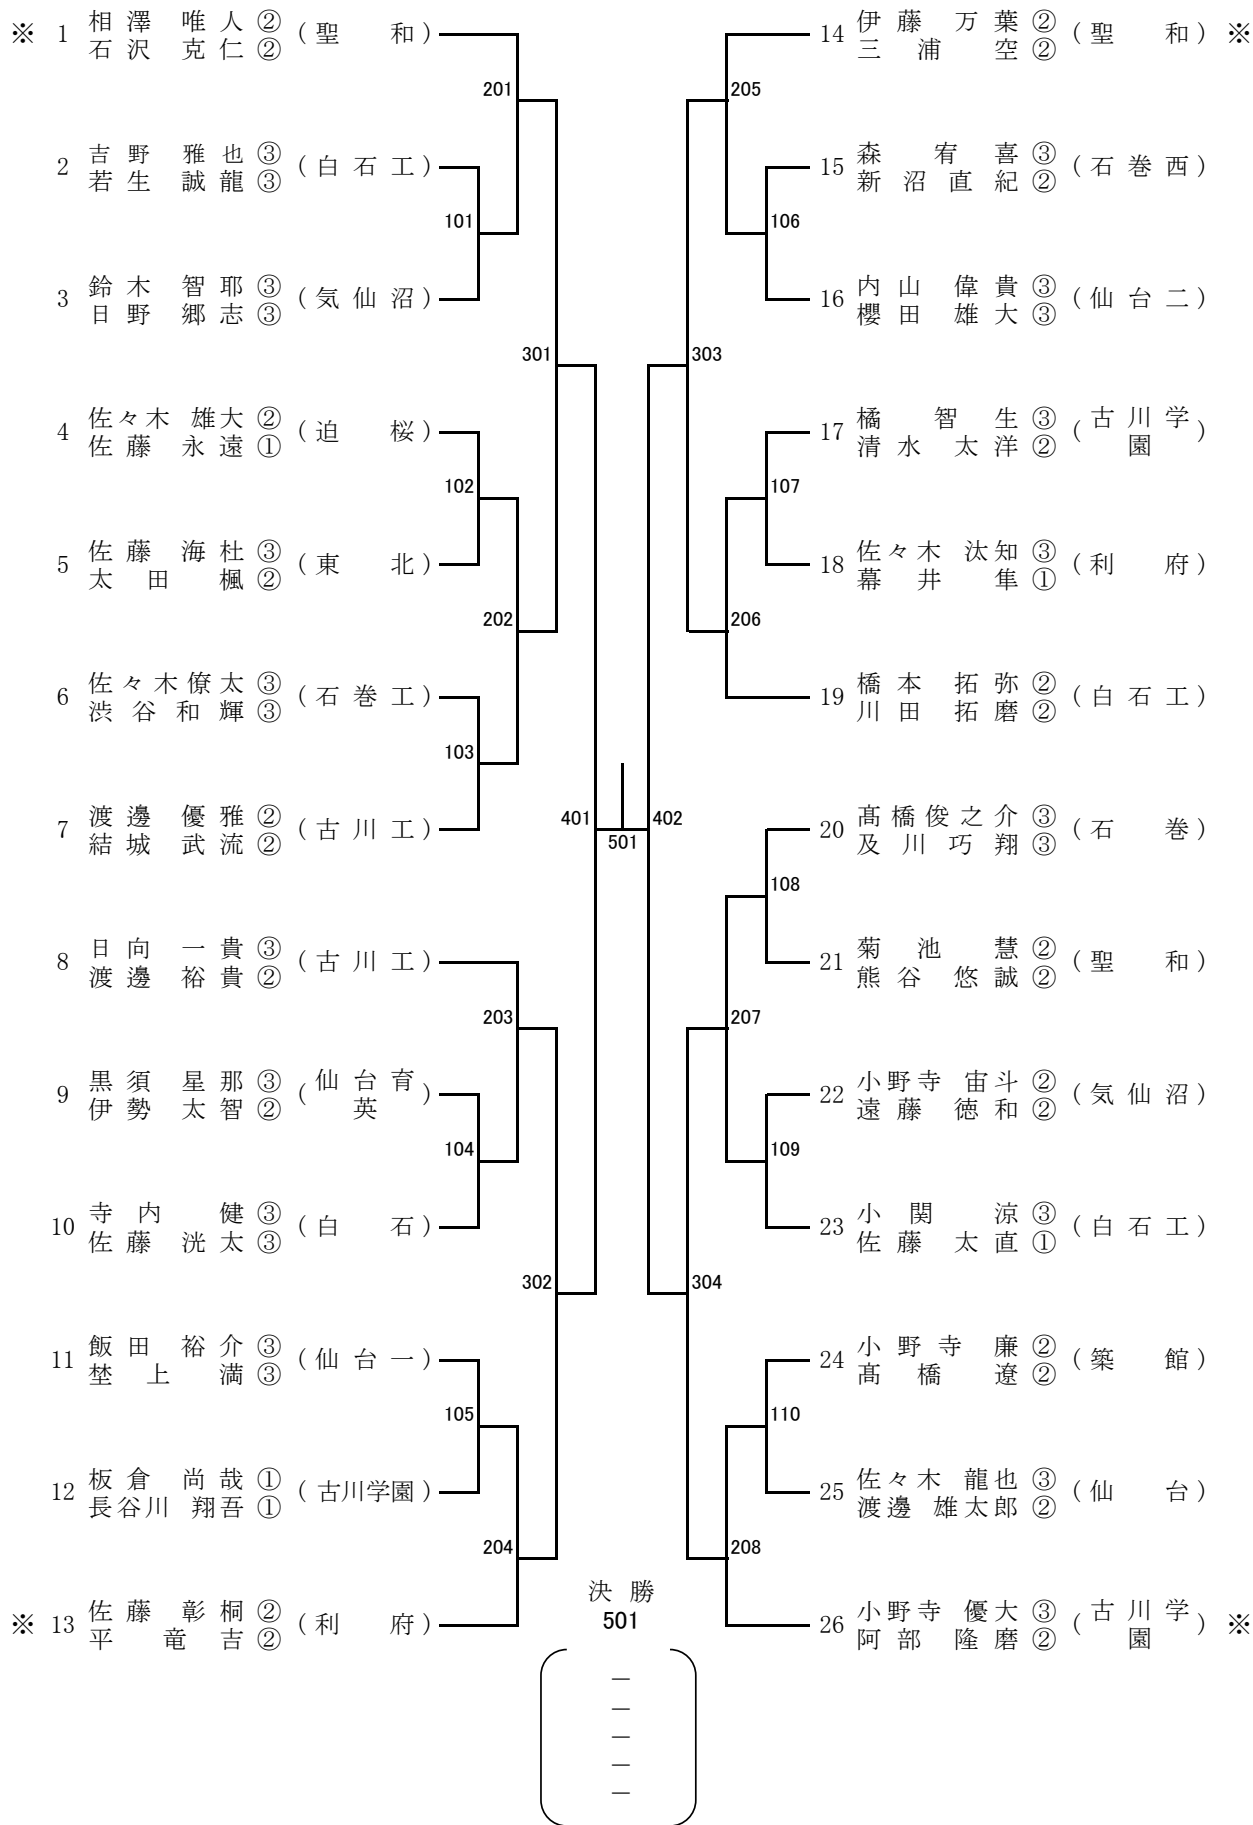 ※ 1 相澤 唯人 ② (聖 和)
石沢 克仁 ②
201
2 吉野 雅也 ③ (白石工)
若生誠龍 ③
101
3 鈴木 智耶 ③ (気仙沼)
日野 郷志 ③
301
4 佐々木 雄大 ② (迫 桜)
佐藤 永遠 ①
102
5 佐藤 海杜 ③ (東 北)
太田 楓 ②
202
6 佐々木僚太 ③ (石巻工)
渋谷和輝 ③
103
7 渡邊 優雅 ② (古川工)
結城 武流 ②
401
8 日向 一貴 ③ (古川工)
渡邊 裕貴 ②
203
9 黒須 星那 ③ (仙台育英)
伊勢 太智 ②
104
10 寺内 健 ③ (白 石)
佐藤 洸太 ③
302
11 飯田 裕介 ③ (仙台一)
埜上 満 ③
105
12 板倉 尚哉 ① (古川学園)
長谷川 翔吾 ①
204
※ 13 佐藤 彰桐 ② (利 府)
平 竜吉 ②
14 伊藤 万葉 ② (聖 和) ※
三浦 空 ②
205
15 森 宥喜 ③ (石巻西)
新沼直紀 ②
106
16 内山 偉貴 ③ (仙台二)
櫻田 雄大 ③
303
17 橘 智生 ③ (古川学園)
清水 太洋 ②
107
18 佐々木 汰知 ③ (利 府)
幕井 隼 ①
206
19 橋本 拓弥 ② (白石工)
川田 拓磨 ②
402
501
20 髙橋俊之介 ③ (石 巻)
及川巧翔 ③
108
21 菊池 慧 ② (聖 和)
熊谷 悠誠 ②
207
22 小野寺 宙斗 ② (気仙沼)
遠藤 徳和 ②
109
23 小関 涼 ③ (白石工)
佐藤 太直 ①
304
24 小野寺 廉 ② (築 館)
髙橋 遼 ②
110
25 佐々木 龍也 ③ (仙 台)
渡邊 雄太郎 ②
208
26 小野寺 優大 ③ (古川学園) ※
阿部 隆磨 ②
決 勝
501
－
－
－
－
－